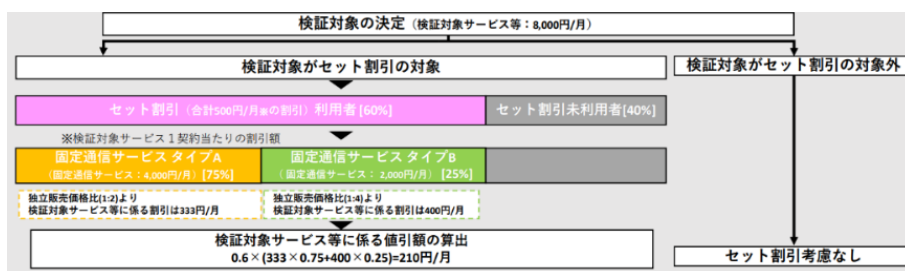 検証対象の決定（検証対象サービス等：8,000円/月）
検証対象がセット割引の対象
検証対象がセット割引の対象外
セット割引（合計500円/月※の割引）利用者[60%]
セット割引未利用者[40%]
※検証対象サービス１契約当たりの割引額
固定通信サービス タイプA
（固定通信サービス：4,000円/月）[75%]
固定通信サービス タイプB
（ 固定通信サービス： 2,000円/月） [25%]
独立販売価格比(1:2)より
検証対象サービス等に係る割引は333円/月
独立販売価格比(1:4)より
検証対象サービス等に係る割引は400円/月
検証対象サービス等に係る値引額の算出
0.6×(333×0.75+400×0.25)=210円/月
セット割引考慮なし